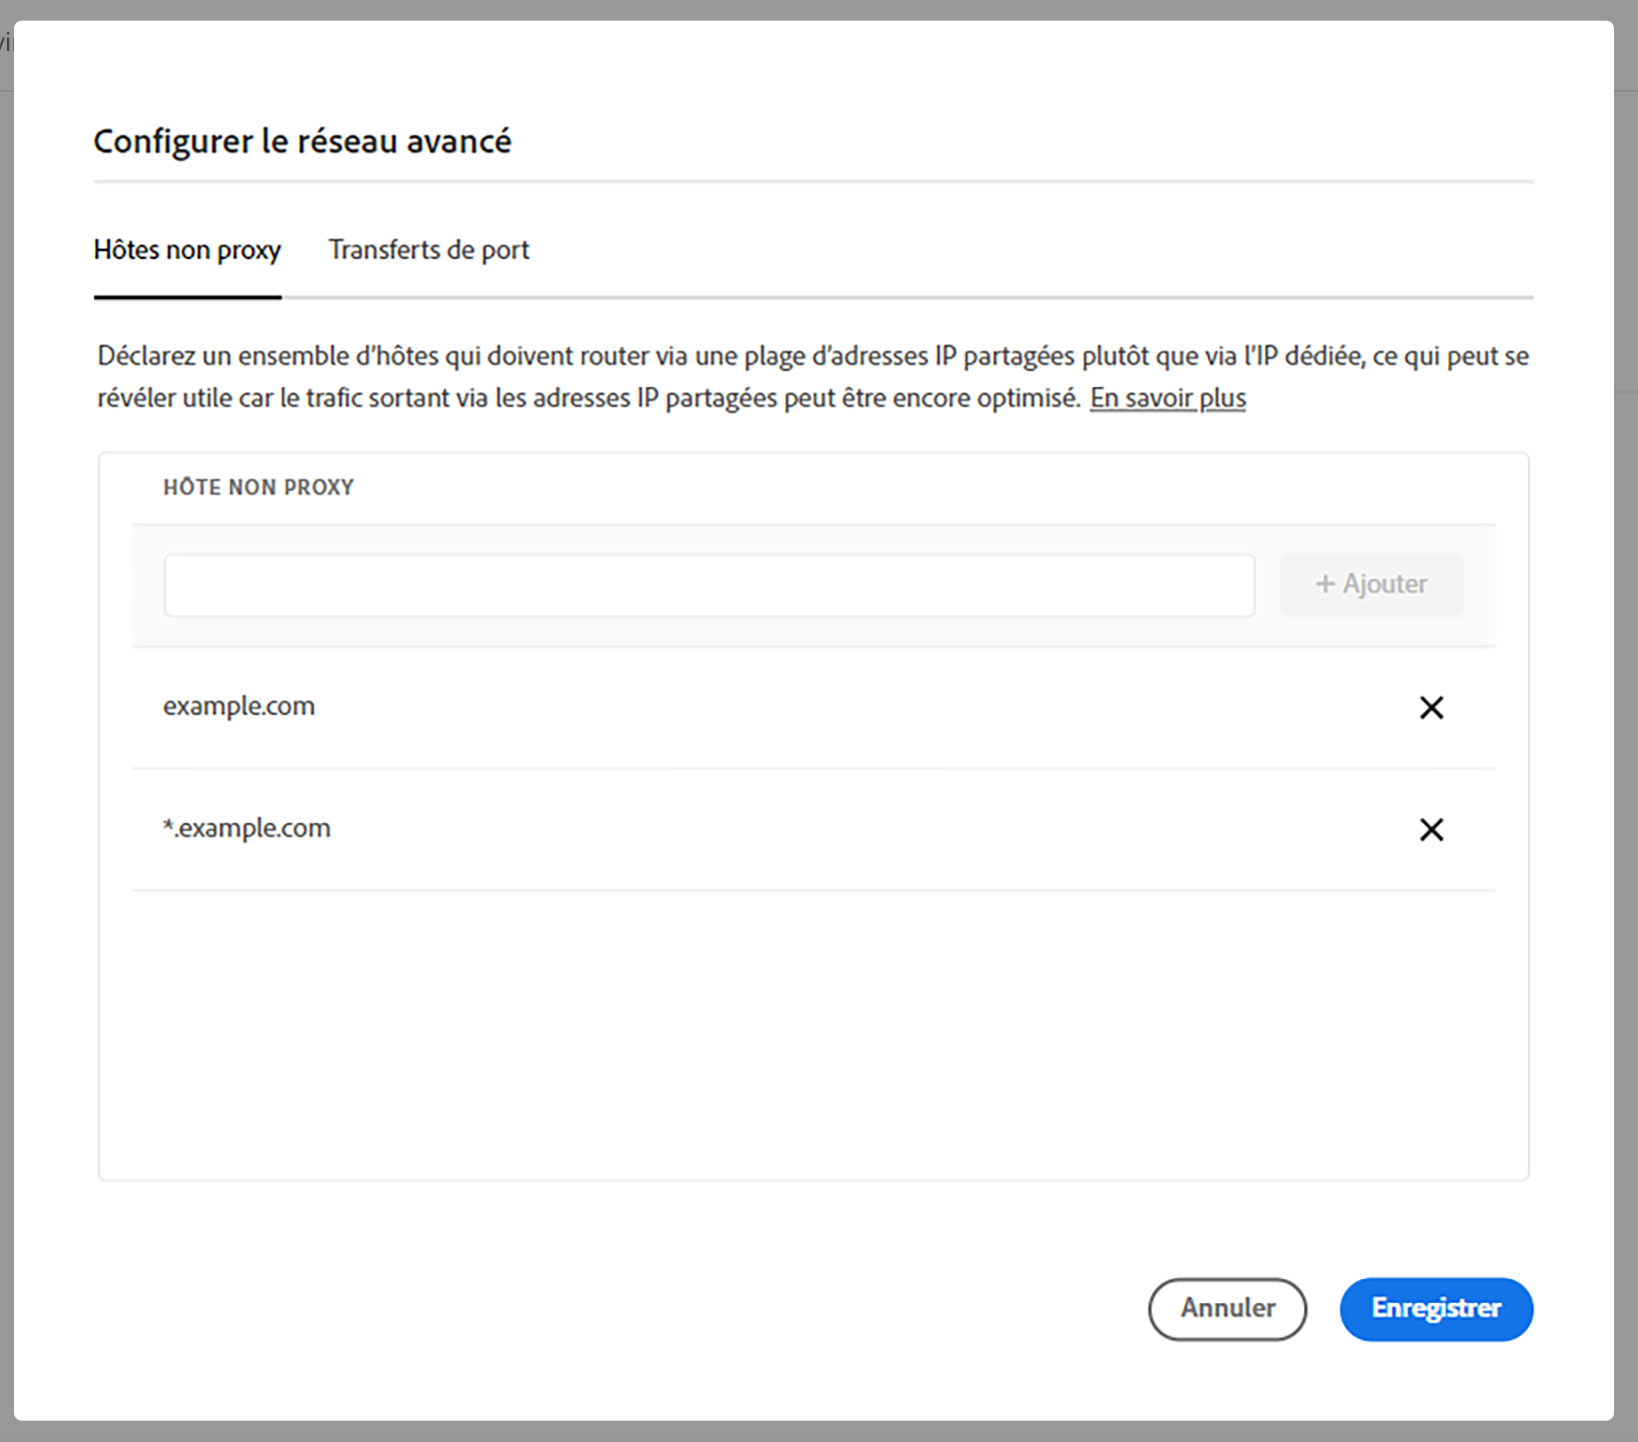 Configurer le réseau avancé
Hôtes non proxy Transferts de port
Déclarez un ensemble d’hôtes qui doivent router via une plage d’adresses IP partagées plutôt que via l’IP dédiée, ce qui peut se
révéler utile car le trafic sortant via les adresses IP partagées peut être encore optimisé. En savoir plus
HÔTE NON PROXY
+ Ajouter
example.com
*.example.com
Annuler Enregistrer